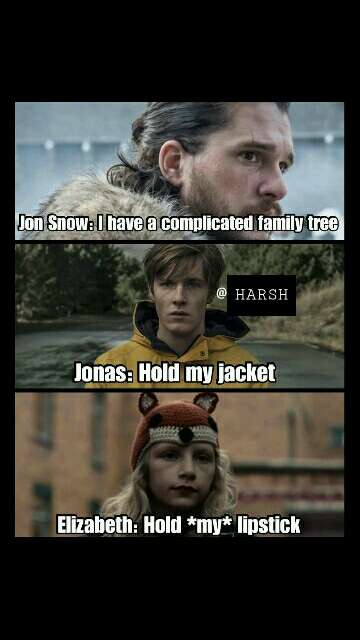 Jon Snow: I have a complicated family tree
@ HARSH
Jonas: Hold my jacket
Elizabeth: Hold *my* lipstick